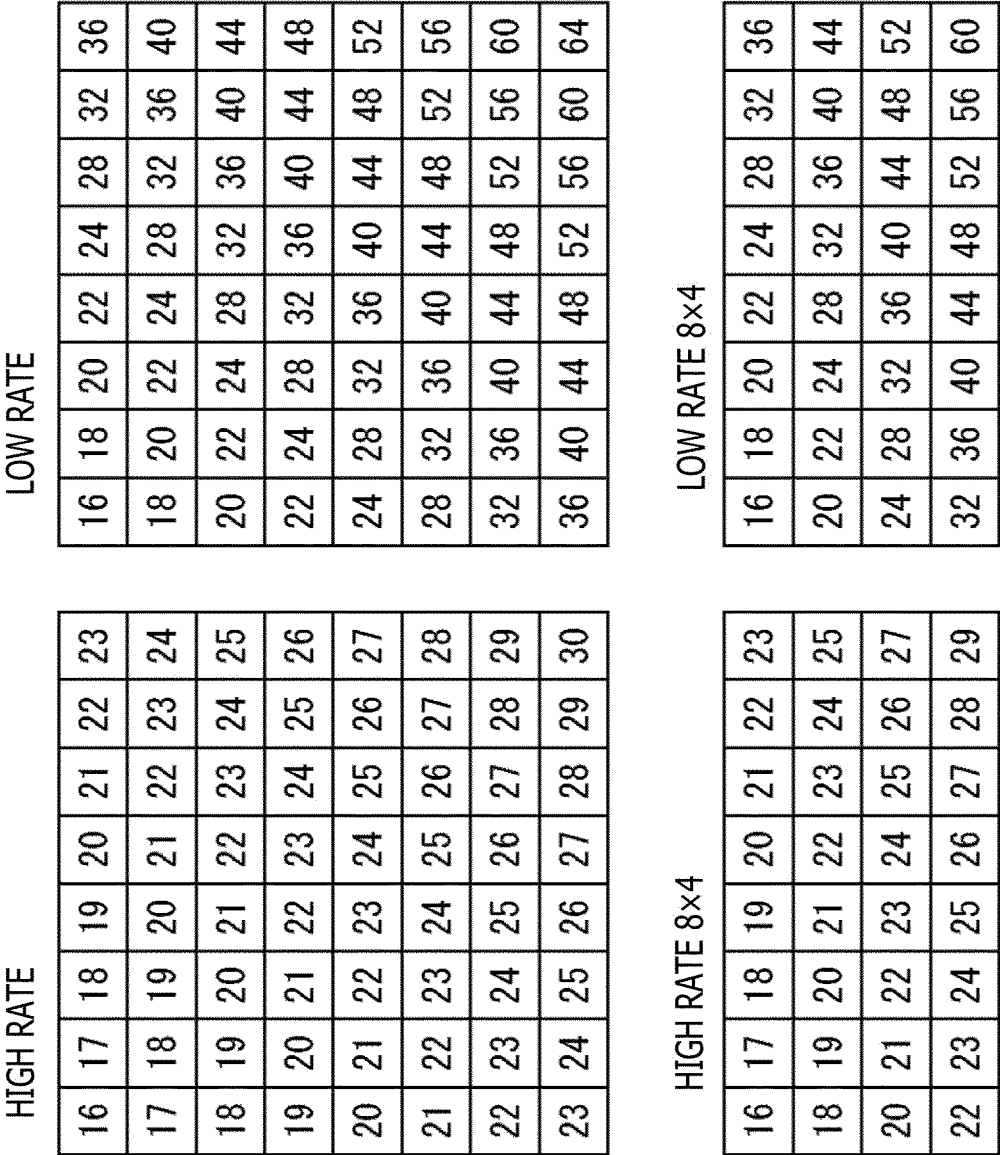 HIGH RATE
16 17 18 19 20 21 22 23
17 18 19 20 21 22 23 24
18 19 20 21 22 23 24 25
19 20 21 22 23 24 25 26
20 21 22 23 24 25 26 27
21 22 23 24 25 26 27 28
22 23 24 25 26 27 28 29
23 24 25 26 27 28 29 30
LOW RATE
16 18 20 22 24 28 32 36
18 20 22 24 28 32 36 40
20 22 24 28 32 36 40 44
22 24 28 32 36 40 44 48
24 28 32 36 40 44 48 52
28 32 36 40 44 48 52 56
32 36 40 44 48 52 56 60
36 40 44 48 52 56 60 64
HIGH RATE 8×4
16 17 18 19 20 21 22 23
18 19 20 21 22 23 24 25
20 21 22 23 24 25 26 27
22 23 24 25 26 27 28 29
LOW RATE 8×4
16 18 20 22 24 28 32 36
20 22 24 28 32 36 40 44
24 28 32 36 40 44 48 52
32 36 40 44 48 52 56 60